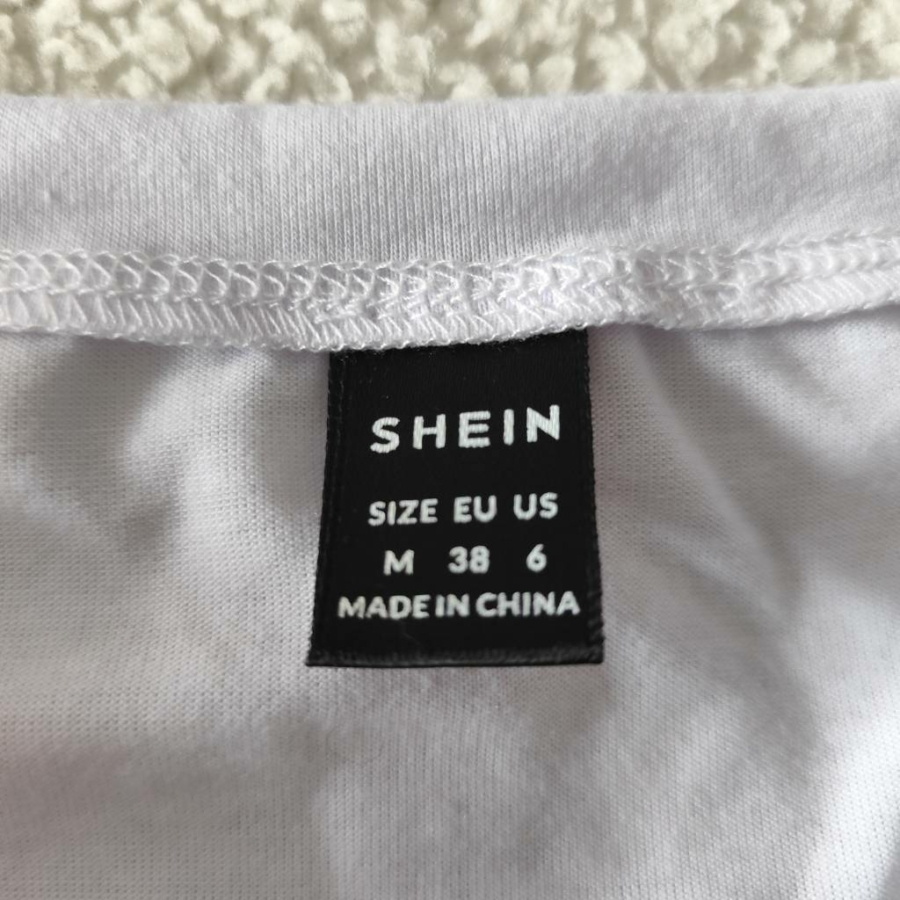 SHEIN
SIZE EU US
M 38 6
MADE IN CHINA